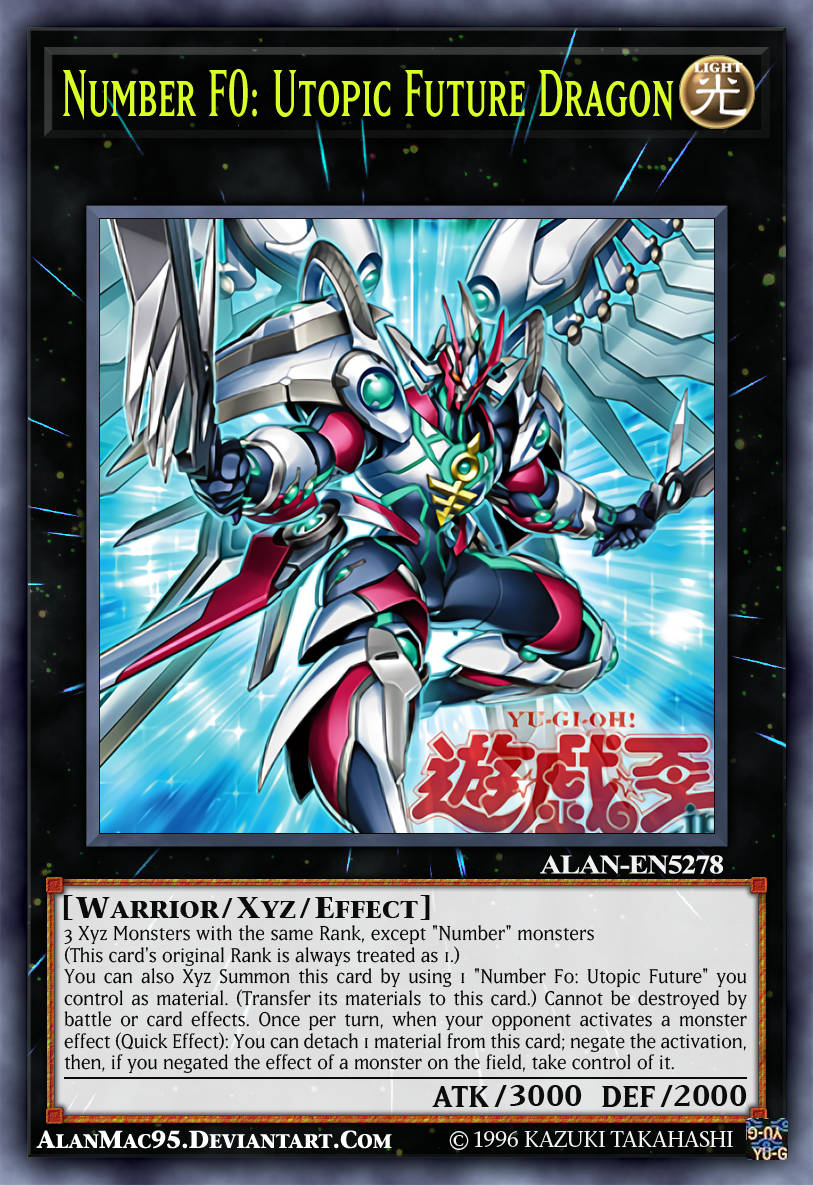 Number F0: Utopic Future Dragon
LIGHT
光
YU-GI-OH!
遊戯王
ALAN-EN5278
[Warrior/Xyz/Effect]
3 Xyz Monsters with the same Rank, except "Number" monsters
(This card's original Rank is always treated as 1.)
You can also Xyz Summon this card by using 1 "Number F0: Utopic Future" you
control as material. (Transfer its materials to this card.) Cannot be destroyed by
battle or card effects. Once per turn, when your opponent activates a monster
effect (Quick Effect): You can detach 1 material from this card; negate the activation,
then, if you negated the effect of a monster on the field, take control of it.
ATK/3000 DEF/2000
AlanMac95.Deviantart.Com
© 1996 KAZUKI TAKAHASHI